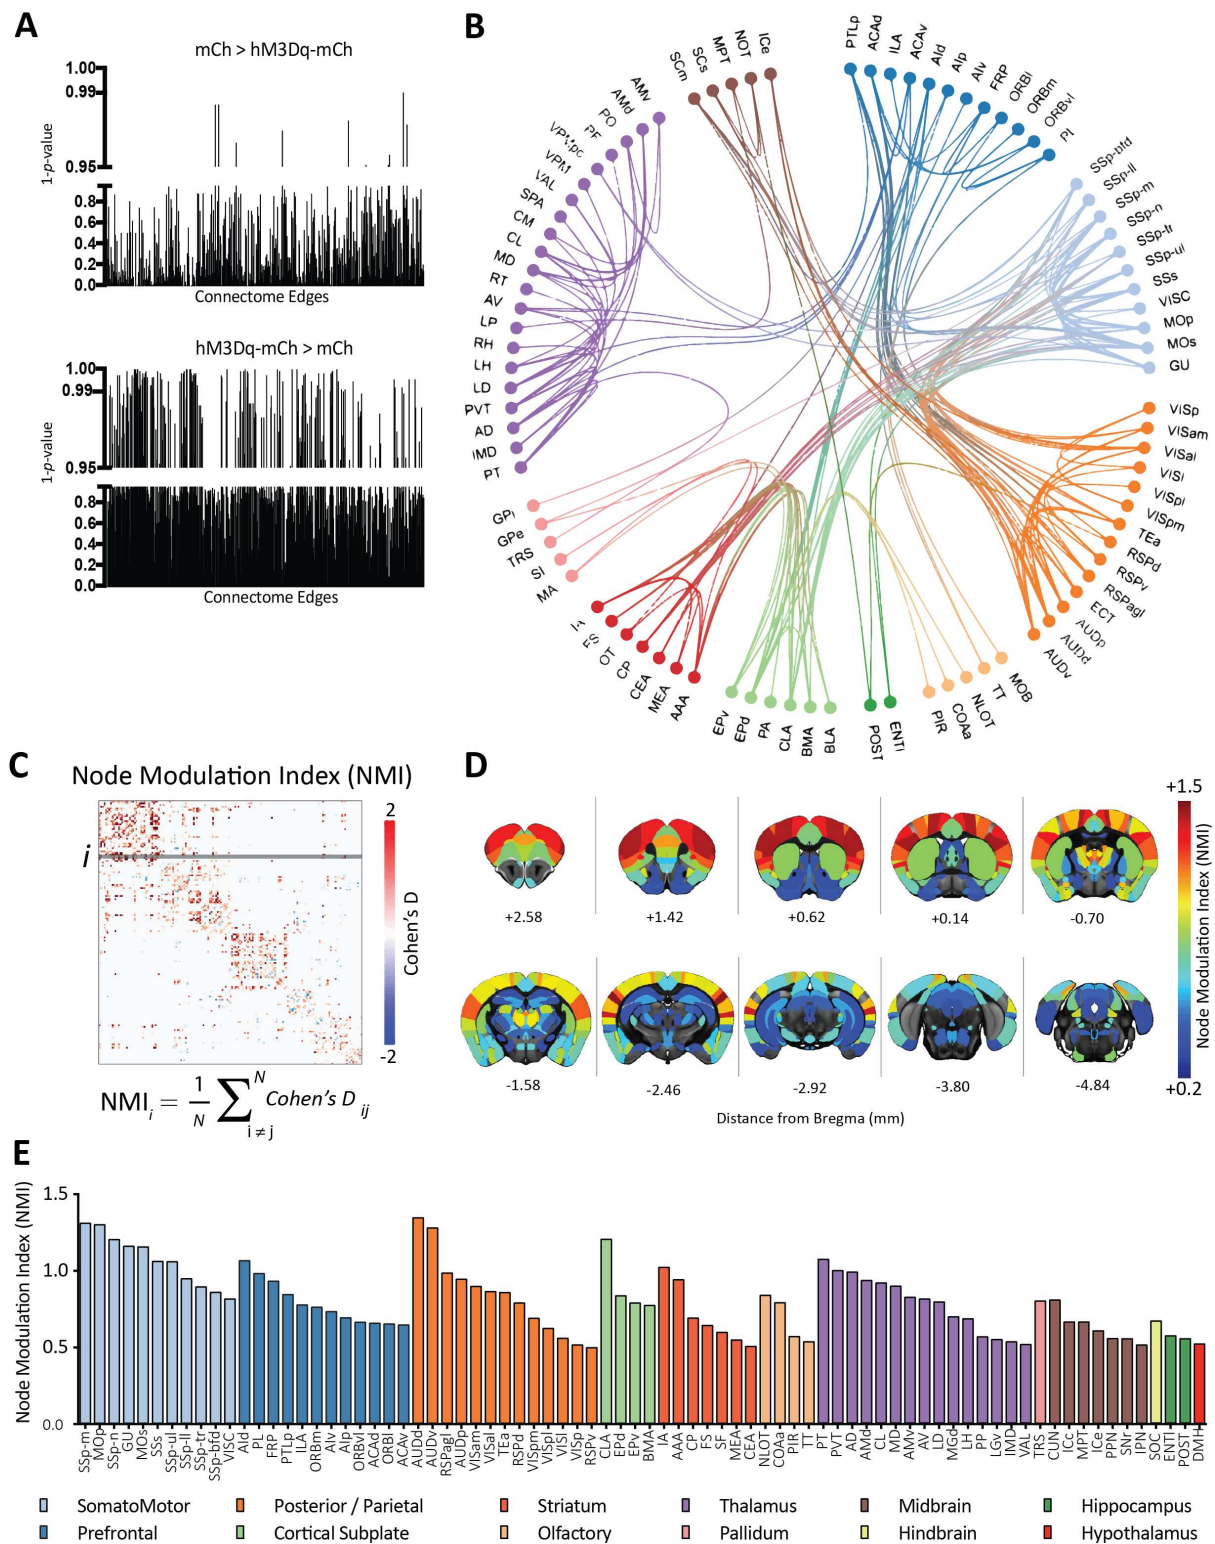 A
mCh > hM3Dq-mCh
1.00
0.99
0.95
0.8
0.6
0.4
0.2
0.0
1-p-value
Connectome Edges
hM3Dq-mCh > mCh
1.00
0.99
0.95
0.8
0.6
0.4
0.2
0.0
1-p-value
Connectome Edges
B
PTLp
ACAd
ILA
ACAv
AId
AIp
AIv
FRP
ORBl
ORBm
ORBvl
Pl
SSp-bfd
SSp-ll
SSp-m
SSp-n
SSp-tr
SSp-ul
SSs
VISC
MOp
MOs
GU
VISp
VISam
VISal
VISl
VISpl
VISpm
TEa
RSPd
RSPv
RSPagl
ECT
AUDp
AUDd
AUDv
MOB
TT
NLOT
COAa
PIR
ENTl
POST
BLA
BMA
CLA
PA
EPd
EPv
AAA
MEA
CEA
CP
OT
FS
IA
MA
SI
TRS
GPe
GPi
PT
IMD
AD
PVT
LD
LH
RH
LP
AV
RT
MD
CL
CM
SPA
VAL
VPM
VPMpc
PF
PO
AMd
AMv
SCm
SCs
MPT
NOT
ICe
C
Node Modulation Index (NMI)
i
2
Cohen's D
-2
NMI i = 1 N ∑ N i ≠ j Cohen's D ij
D
+2.58
+1.42
+0.62
+0.14
-0.70
-1.58
-2.46
-2.92
-3.80
-4.84
Distance from Bregma (mm)
+1.5
Node Modulation Index (NMI)
+0.2
E
Node Modulation Index (NMI)
1.5
1.0
0.5
0.0
SSp-m
MOp
SSp-n
GU
MOs
SSs
SSp-ul
SSp-ll
SSp-tr
SSp-bfd
VISC
AId
PL
FRP
PTLp
ILA
ORBm
AIv
AIp
ORBvl
ACAd
ORBl
ACAv
AUDd
AUDv
RSPagl
AUDp
VISam
VISal
TEa
RSPd
VISpm
VISpl
VISl
VISp
RSPv
CLA
EPd
EPv
BMA
IA
AAA
CP
FS
SF
MEA
CEA
NLOT
COAa
PIR
TT
PT
PVT
AD
AMd
CL
MD
AMv
AV
LD
MGd
LH
PP
LGv
IMD
VAL
TRS
CUN
ICc
MPT
ICe
PPN
SNr
IPN
SOC
ENTl
POST
DMH
SomatoMotor
Posterior / Parietal
Striatum
Thalamus
Midbrain
Hippocampus
Prefrontal
Cortical Subplate
Olfactory
Pallidum
Hindbrain
Hypothalamus